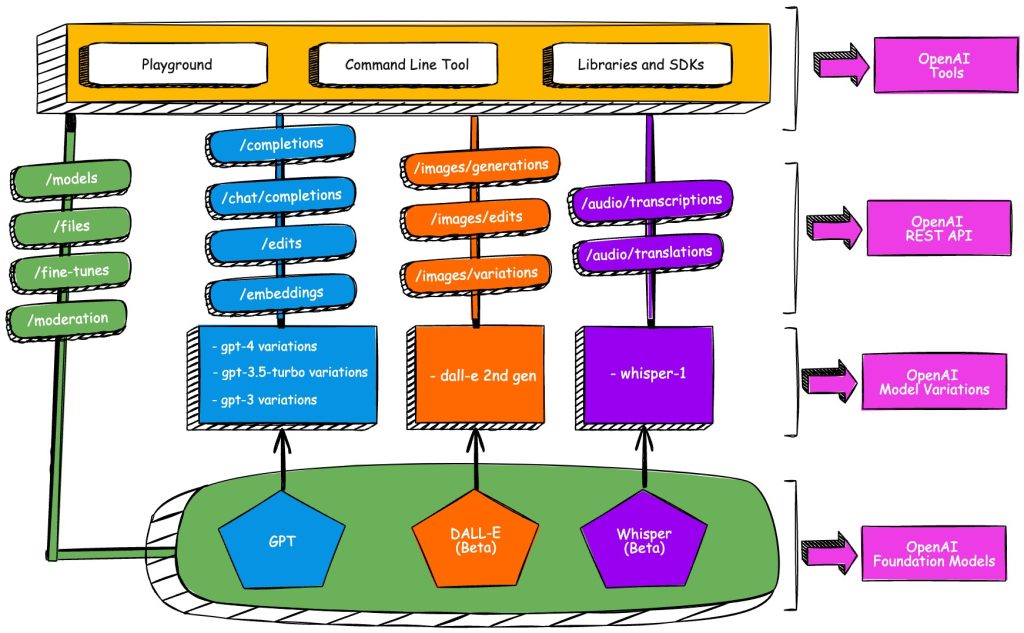 Playground
Command Line Tool
Libraries and SDKs
OpenAI
Tools
/models
/files
/fine-tunes
/moderation
/completions
/chat/completions
/edits
/embeddings
/images/generations
/images/edits
/images/variations
/audio/transcriptions
/audio/translations
OpenAI
REST API
- gpt-4 variations
- gpt-3.5-turbo variations
- gpt-3 variations
- dall-e 2nd gen
- whisper-1
OpenAI
Model Variations
GPT
DALL-E
(Beta)
Whisper
(Beta)
OpenAI
Foundation Models